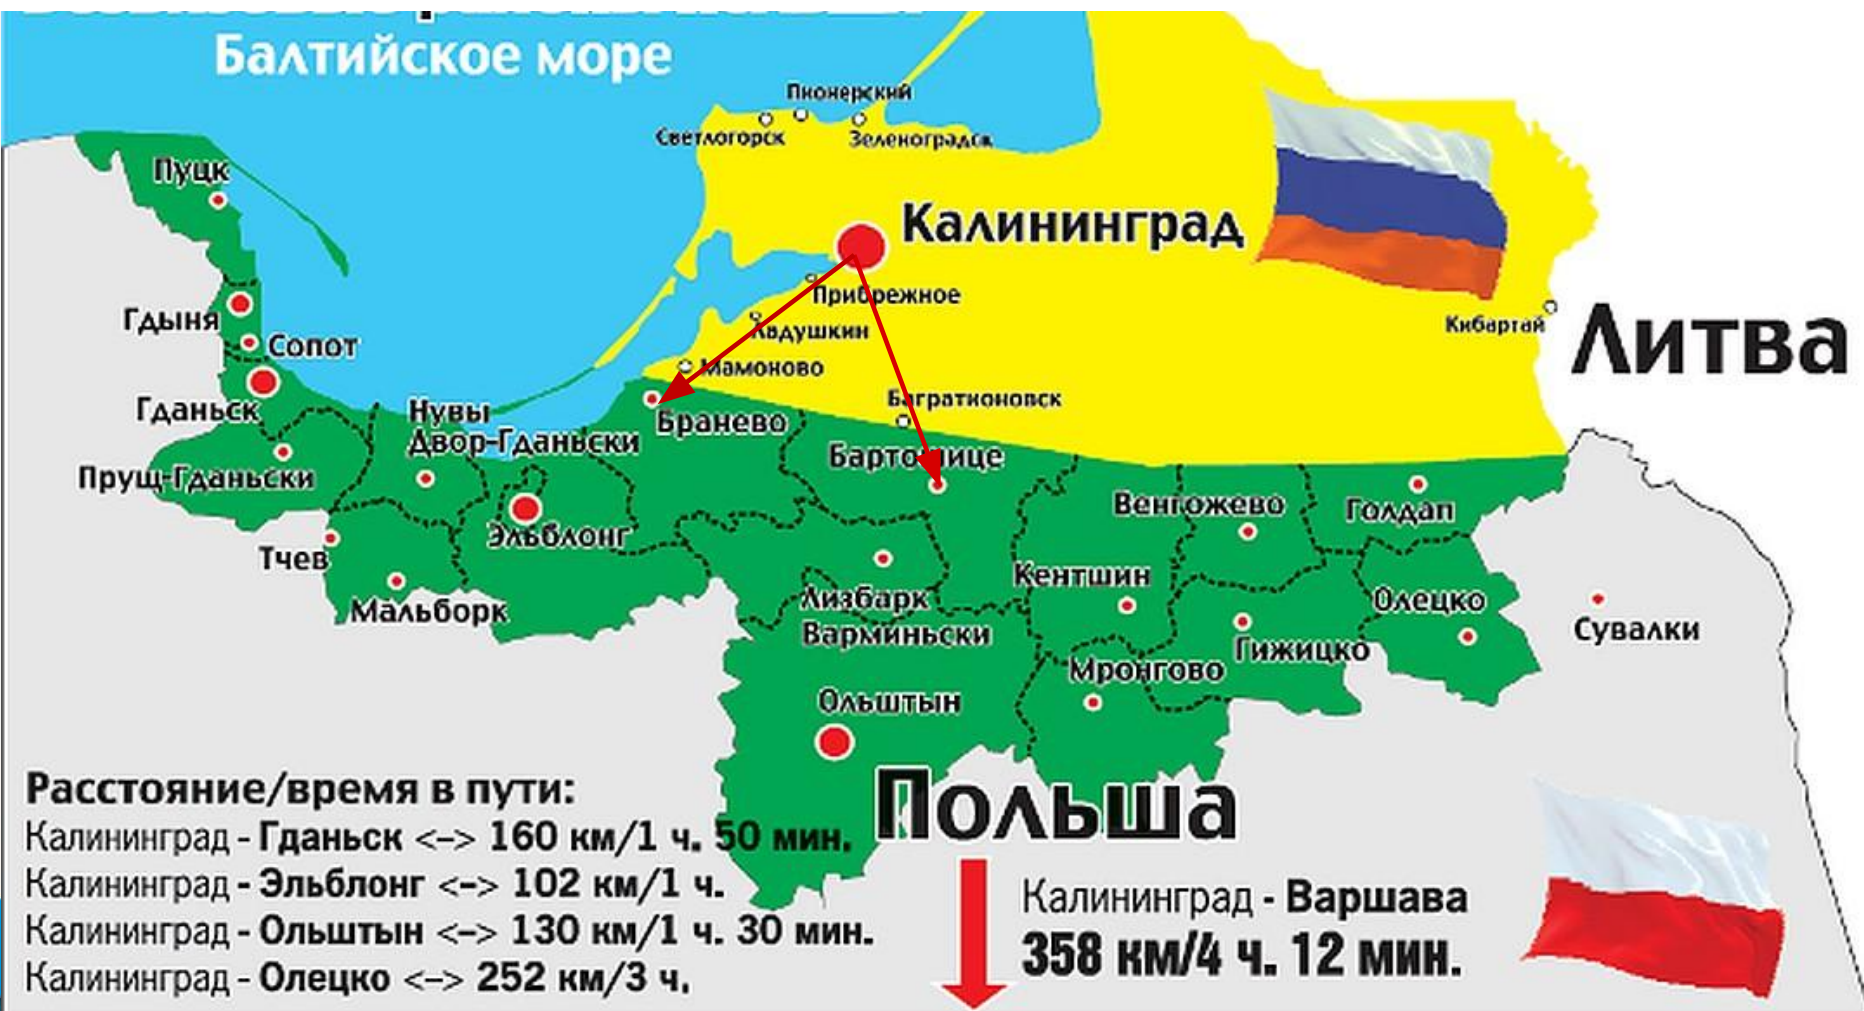 Балтийское море
Пионерский
Светлогорск
Зеленоградск
Пуцк
Калининград
Прибрежное
Гдыня
Сопот
Ладушкин
Кибартай
Литва
Мамоново
Гданьск
Нувы
Двор-Гданьски
Бранево
Багратионовск
Бартошице
Прущ-Гданьски
Эльблонг
Венгожево
Голдап
Тчев
Мальборк
Лизбарк
Варминьски
Кентшин
Олецко
Сувалки
Гижицко
Мронгово
Ольштын
Польша
Расстояние/время в пути:
Калининград - Гданьск <-> 160 км/1 ч. 50 мин.
Калининград - Эльблонг <-> 102 км/1 ч.
Калининград - Ольштын <-> 130 км/1 ч. 30 мин.
Калининград - Олецко <-> 252 км/3 ч.
Калининград - Варшава
358 км/4 ч. 12 мин.